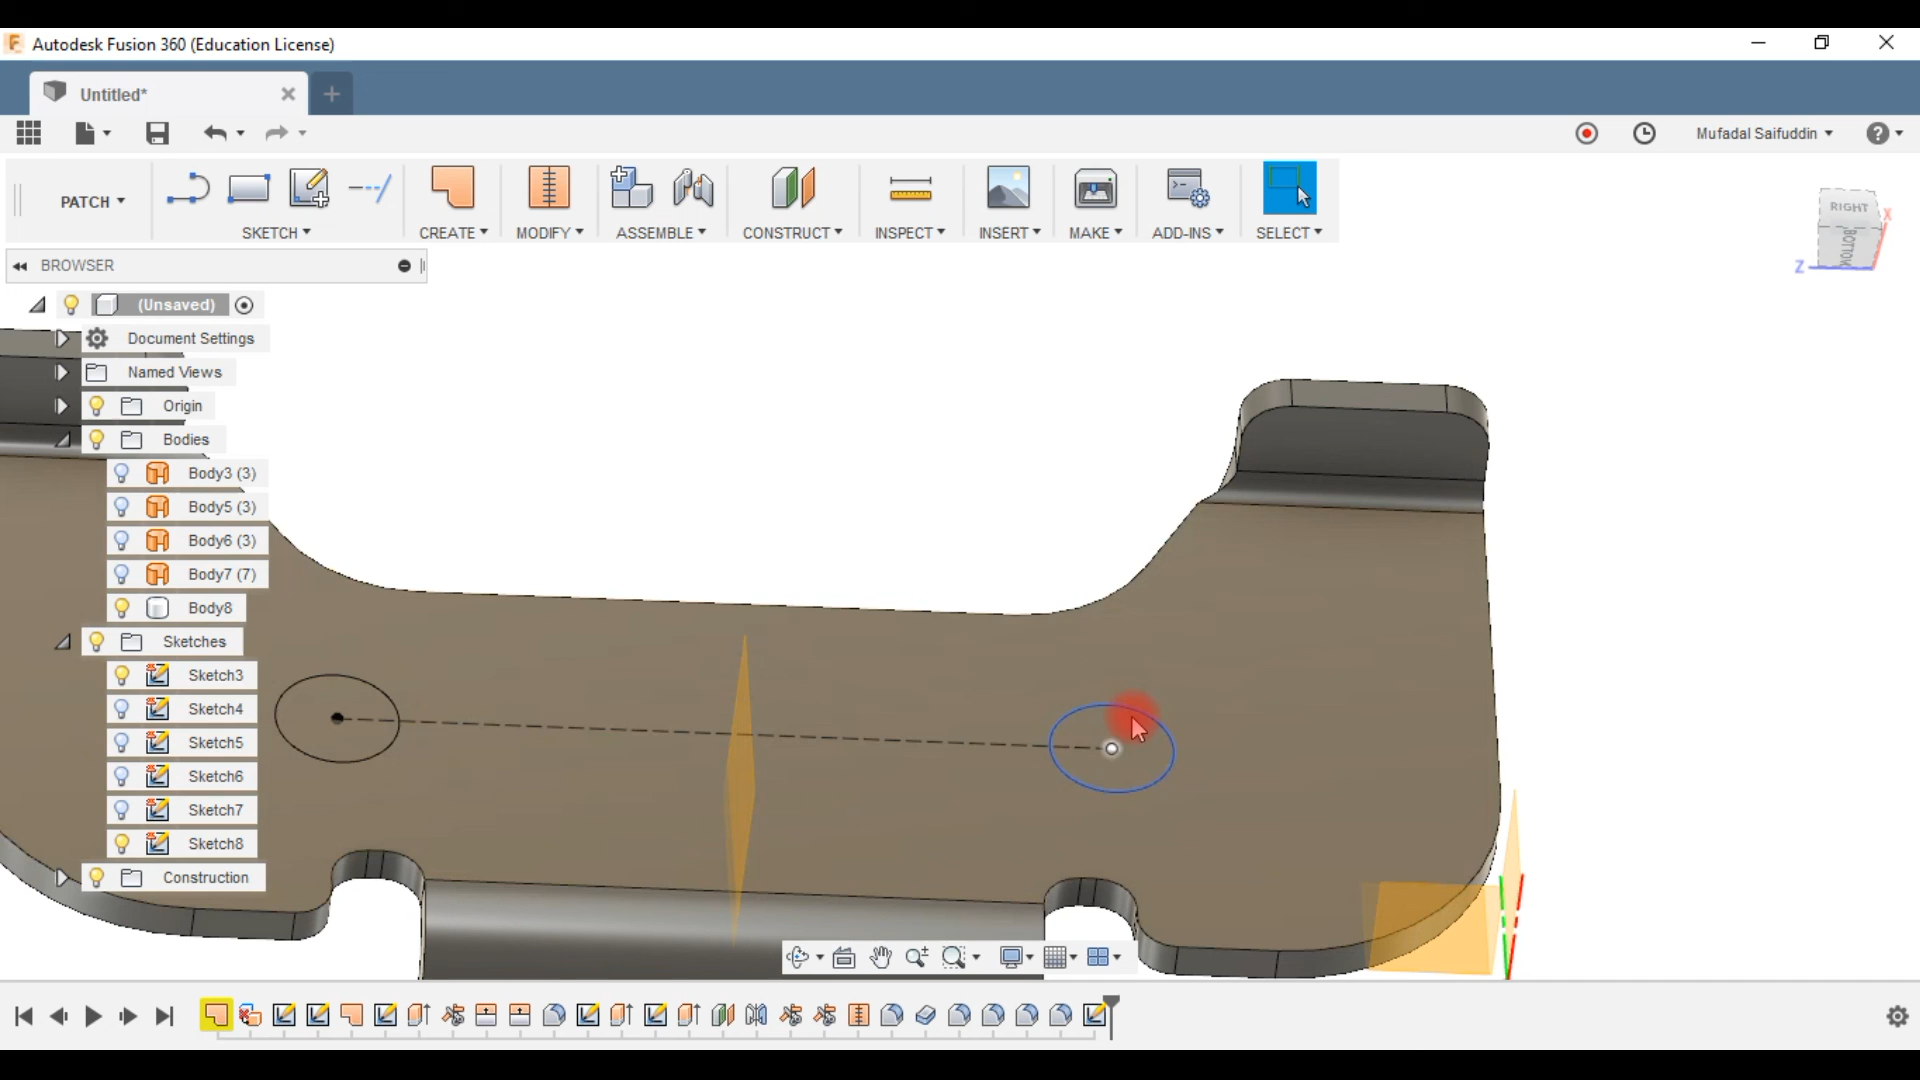 Autodesk Fusion 360 (Education License)
Untitled*
Mufadal Saifuddin
PATCH
SKETCH
CREATE
MODIFY
ASSEMBLE
CONSTRUCT
INSPECT
INSERT
MAKE
ADD-INS
SELECT
RIGHT
BOTTOM
X
Z
BROWSER
(Unsaved)
Document Settings
Named Views
Origin
Bodies
Body3 (3)
Body5 (3)
Body6 (3)
Body7 (7)
Body8
Sketches
Sketch3
Sketch4
Sketch5
Sketch6
Sketch7
Sketch8
Construction